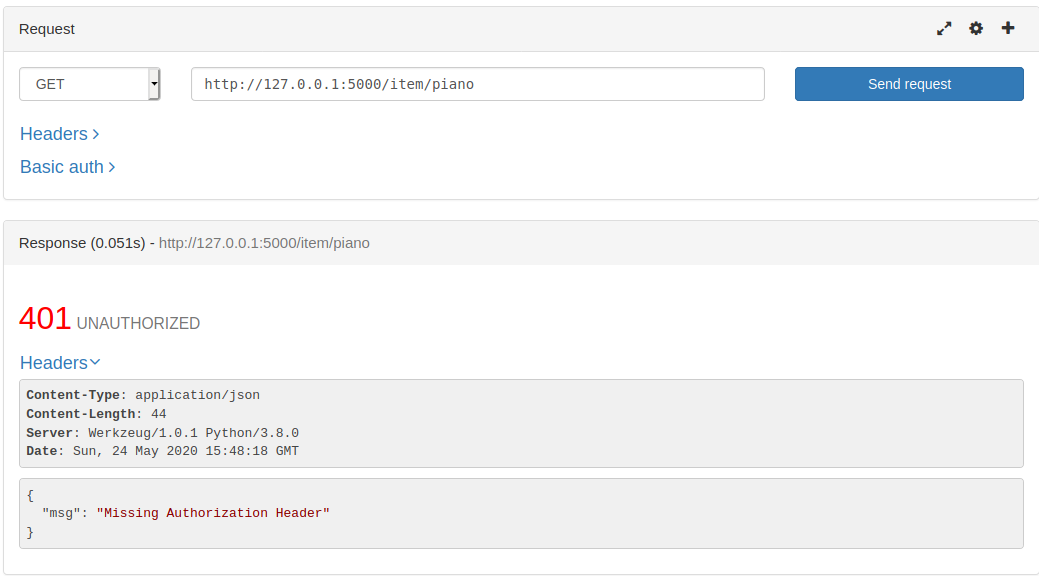 Request
GET
http://127.0.0.1:5000/item/piano
Send request
Headers
Basic auth
Response (0.051s) - http://127.0.0.1:5000/item/piano
401 UNAUTHORIZED
Headers
Content-Type: application/json
Content-Length: 44
Server: Werkzeug/1.0.1 Python/3.8.0
Date: Sun, 24 May 2020 15:48:18 GMT
{
"msg": "Missing Authorization Header"
}